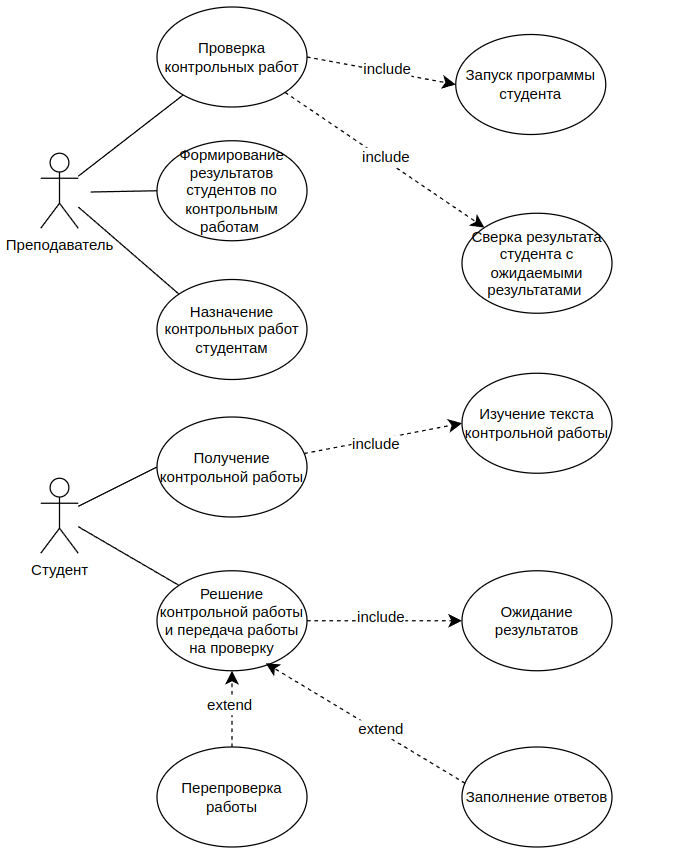 Проверка
контрольных работ
include
Запуск программы
студента
include
Формирование
результатов
студентов по
контрольным
работам
Преподаватель
Сверка результата
студента с
ожидаемыми
результатами
Назначение
контрольных работ
студентам
Получение
контрольной работы
include
Изучение текста
контрольной работы
Студент
Решение
контрольной работы
и передача работы
на проверку
include
Ожидание
результатов
extend
extend
Перепроверка
работы
Заполнение ответов